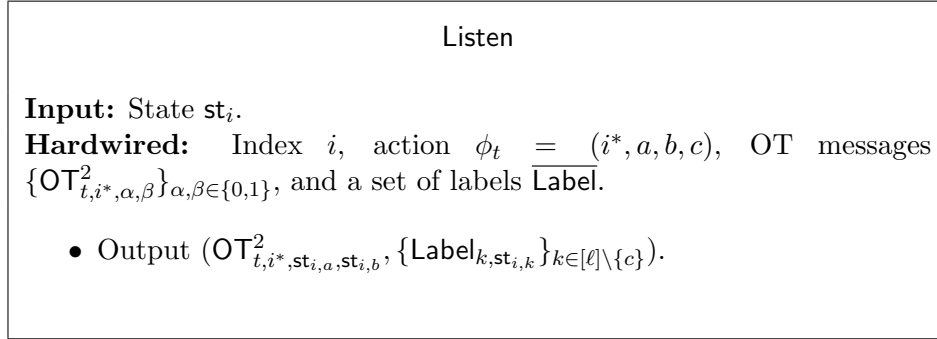 Listen
Input: State st_i.
Hardwired: Index i, action ϕ_t = (i*, a, b, c), OT messages
{OT^2_{t,i*,α,β}}_{α,β∈{0,1}}, and a set of labels \overline{Label}.
• Output (OT^2_{t,i*,st_{i,a},st_{i,b}}, {Label_{k,st_{i,k}}}_{k∈[ℓ]\{c}}).